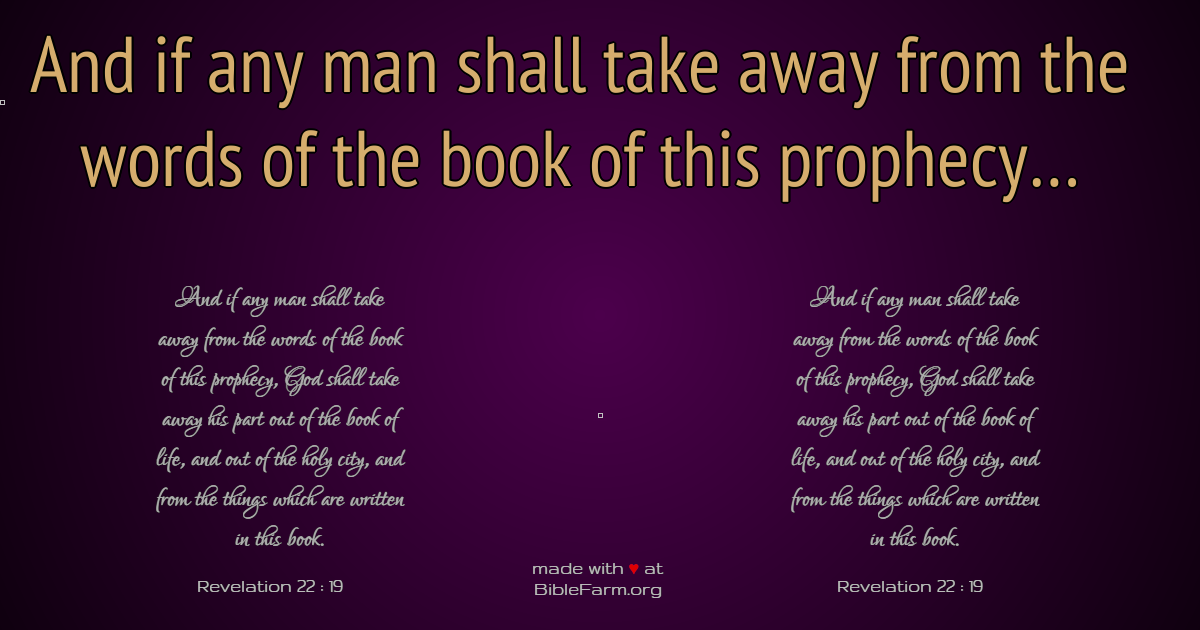 And if any man shall take away from the
words of the book of this prophecy...
And if any man shall take
away from the words of the book
of this prophecy, God shall take
away his part out of the book of
life, and out of the holy city, and
from the things which are written
in this book.
Revelation 22 : 19
made with ♥ at
BibleFarm.org
And if any man shall take
away from the words of the book
of this prophecy, God shall take
away his part out of the book of
life, and out of the holy city, and
from the things which are written
in this book.
Revelation 22 : 19